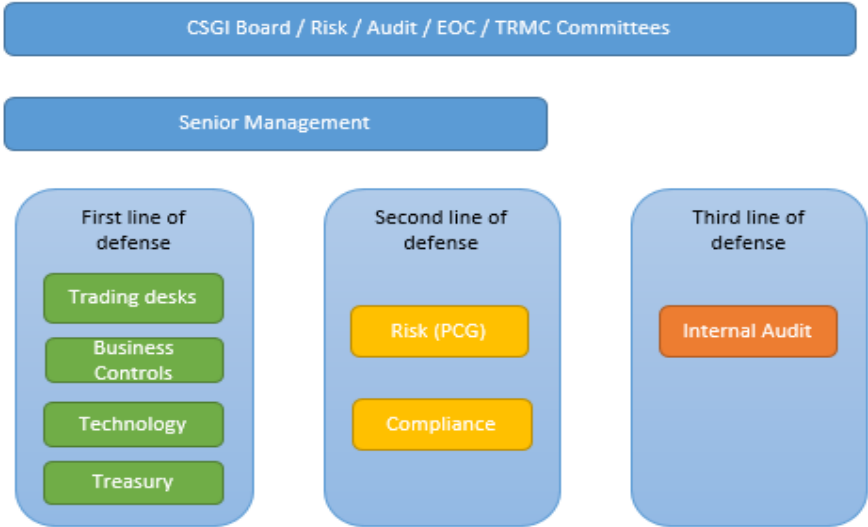 CSGI Board / Risk / Audit / EOC / TRMC Committees
Senior Management
First line of
defense
Trading desks
Business
Controls
Technology
Treasury
Second line of
defense
Risk (PCG)
Compliance
Third line of
defense
Internal Audit